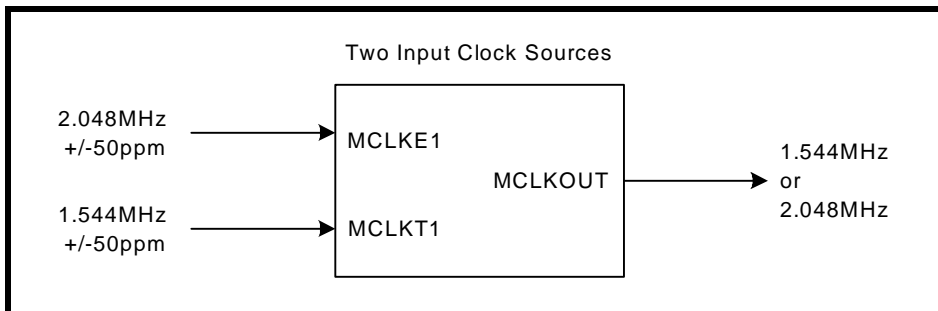 Two Input Clock Sources
2.048MHz
+/-50ppm
MCLKE1
MCLKOUT
1.544MHz
or
2.048MHz
1.544MHz
+/-50ppm
MCLKT1